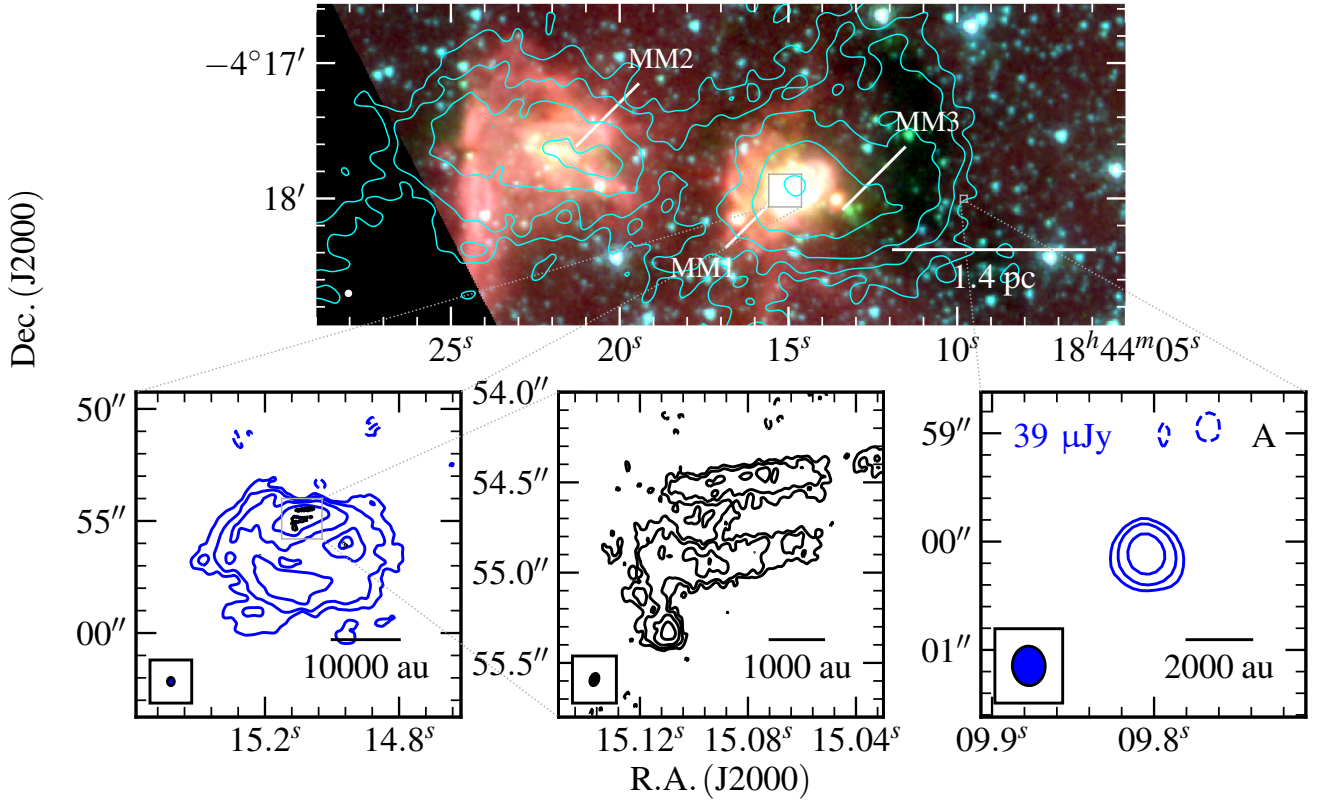 −4°17′
MM2
MM3
18′
MM1
1.4 pc
25ˢ 20ˢ 15ˢ 10ˢ 18ʰ44ᵐ05ˢ
Dec. (J2000)
50″
55″
00″
10000 au
15.2ˢ 14.8ˢ
54.0″
54.5″
55.0″
55.5″
1000 au
15.12ˢ 15.08ˢ 15.04ˢ
39 μJy A
59″
00″
01″
2000 au
09.9ˢ 09.8ˢ
R.A. (J2000)